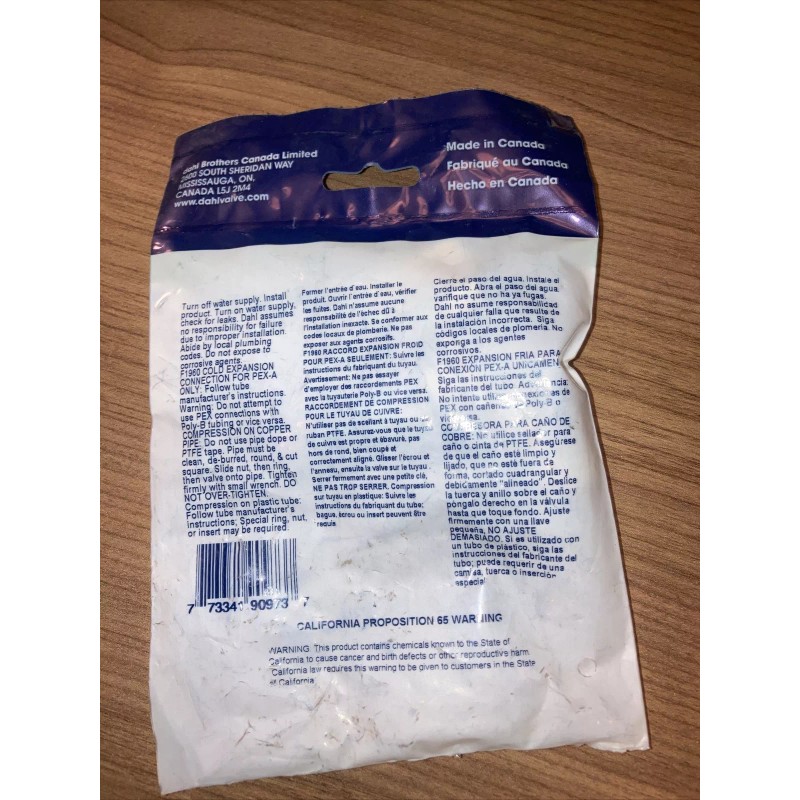 Dahl Brothers Canada Limited
2600 SOUTH SHERIDAN WAY
MISSISSAUGA, ON,
CANADA L5J 2M4
www.dahlvalve.com
Made in Canada
Fabriqué au Canada
Hecho en Canada
Turn off water supply. Install
product. Turn on water supply,
check for leaks. Dahl assumes
no responsibility for failure
due to improper installation.
Abide by local plumbing
codes. Do not expose to
corrosive agents.
F1960 COLD EXPANSION
CONNECTION FOR PEX-A
ONLY: Follow tube
manufacturer's instructions.
Warning: Do not attempt to
use PEX connections with
Poly-B tubing or vice versa.
COMPRESSION ON COPPER
PIPE: Do not use pipe dope or
PTFE tape. Pipe must be
clean, de-burred, round, & cut
square. Slide nut, then ring,
then valve onto pipe. Tighten
firmly with small wrench. DO
NOT OVER-TIGHTEN.
Compression on plastic tube:
Follow tube manufacturer's
instructions; Special ring, nut,
or insert may be required.
Fermer l'entrée d'eau. Installer le
produit. Ouvrir l'entrée d'eau, vérifier
les fuites. Dahl n'assume aucune
responsabilité de l'échec dû à
l'installation inexacte. Se conformer aux
codes locaux de plomberie. Ne pas
exposer aux agents corrosifs.
F1960 RACCORD EXPANSION FROID
POUR PEX-A SEULEMENT: Suivre les
instructions du fabriquant du tuyau.
Avertissement: Ne pas essayer
d'employer des raccordements PEX
avec la tuyauterie Poly-B ou vice versa.
RACCORDEMENT DE COMPRESSION
POUR LE TUYAU DE CUIVRE:
N'utilisez pas de scellant à tuyau ou
ruban PTFE. Assurez-vous que le tuyau
de cuivre est propre et ébavuré, pas
hors de rond, bien coupé et
correctement aligné. Glisser l'écrou et
l'anneau, ensuite la valve sur le tuyau.
Serrer fermement avec une petite clé,
NE PAS TROP SERRER. Compression
sur tuyau en plastique: Suivre les
instructions du fabriquant du tube;
bague, écrou ou insert peuvent être
requis
Cierre el paso del agua. Instale el
producto. Abra el paso del agua
varifique que no ha ya fugas.
Dahl no asume responsabilidad
de cualquier falla que resulte de
la instalación incorrecta. Siga
códigos locales de plomería. No
exponga a los agentes
corrosivos.
F1960 EXPANSION FRIA PARA
CONEXIÓN PEX-A UNICAMEN
Siga las instrucciones del
fabricante del tubo.
No intente de
PEX con Poly-B o
PARA CAÑO DE
COBRE: No utilice sellador para
caño o cinta de PTFE. Asegúrese
de que el caño esté limpio y
lijado, que no esté fuera de
forma, cortado cuadrangular y
debidamente "alineado". Deslice
la tuerca y anillo sobre el caño y
póngalo derecho en la válvula
hasta que toque fondo. Ajuste
firmemente con una llave
pequeña, NO AJUSTE
DEMASIADO. Si es utilizado con
un tubo de plástico, siga las
instrucciones del fabricante del
tubo; puede requerir de una
camisa, tuerca o inserción
especial
7 73341 90973 7
CALIFORNIA PROPOSITION 65 WARNING
WARNING: This product contains chemicals known to the State of
California to cause cancer and birth defects or other reproductive harm
California law requires this warning to be given to customers in the State
of California